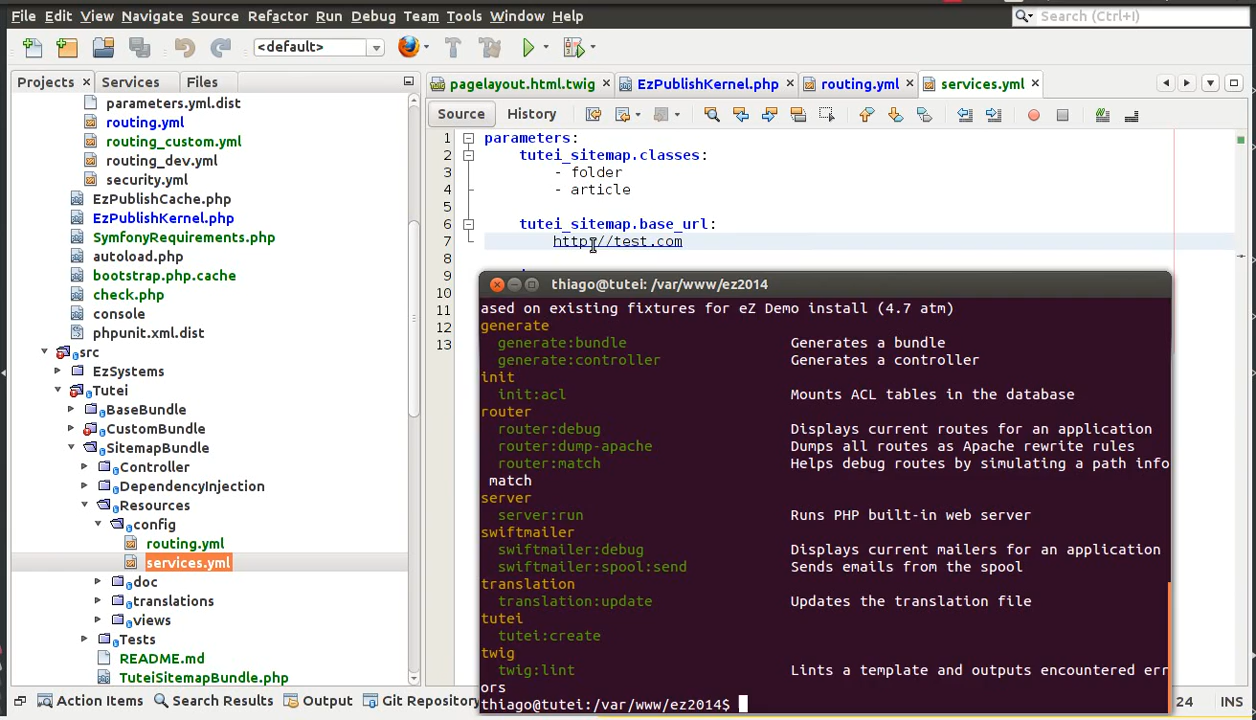 File Edit View Navigate Source Refactor Run Debug Team Tools Window Help
Search (Ctrl+I)
<default>
Projects Services Files
parameters.yml.dist
routing.yml
routing_custom.yml
routing_dev.yml
security.yml
EzPublishCache.php
EzPublishKernel.php
SymfonyRequirements.php
autoload.php
bootstrap.php.cache
check.php
console
phpunit.xml.dist
src
EzSystems
Tutei
BaseBundle
CustomBundle
SitemapBundle
Controller
DependencyInjection
Resources
config
routing.yml
services.yml
doc
translations
views
Tests
README.md
TuteiSitemapBundle.php
pagelayout.html.twig EzPublishKernel.php routing.yml services.yml
Source History
1 parameters:
2 tutei_sitemap.classes:
3 - folder
4 - article
5
6 tutei_sitemap.base_url:
7 http://test.com
8
9
10
11
12
13
thiago@tutei: /var/www/ez2014
ased on existing fixtures for eZ Demo install (4.7 atm)
generate
generate:bundle Generates a bundle
generate:controller Generates a controller
init
init:acl Mounts ACL tables in the database
router
router:debug Displays current routes for an application
router:dump-apache Dumps all routes as Apache rewrite rules
router:match Helps debug routes by simulating a path info
match
server
server:run Runs PHP built-in web server
swiftmailer
swiftmailer:debug Displays current mailers for an application
swiftmailer:spool:send Sends emails from the spool
translation
translation:update Updates the translation file
tutei
tutei:create
twig
twig:lint Lints a template and outputs encountered err
ors
thiago@tutei:/var/www/ez2014$
Action Items Search Results Output Git Repository
24 INS